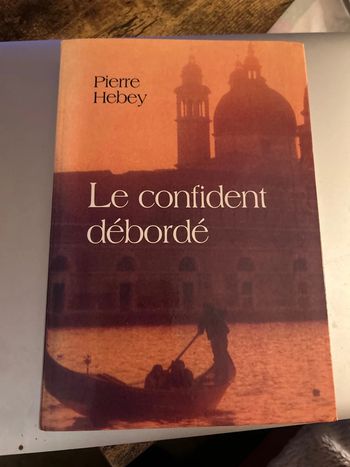 Pierre
Hebey
Le confident
débordé